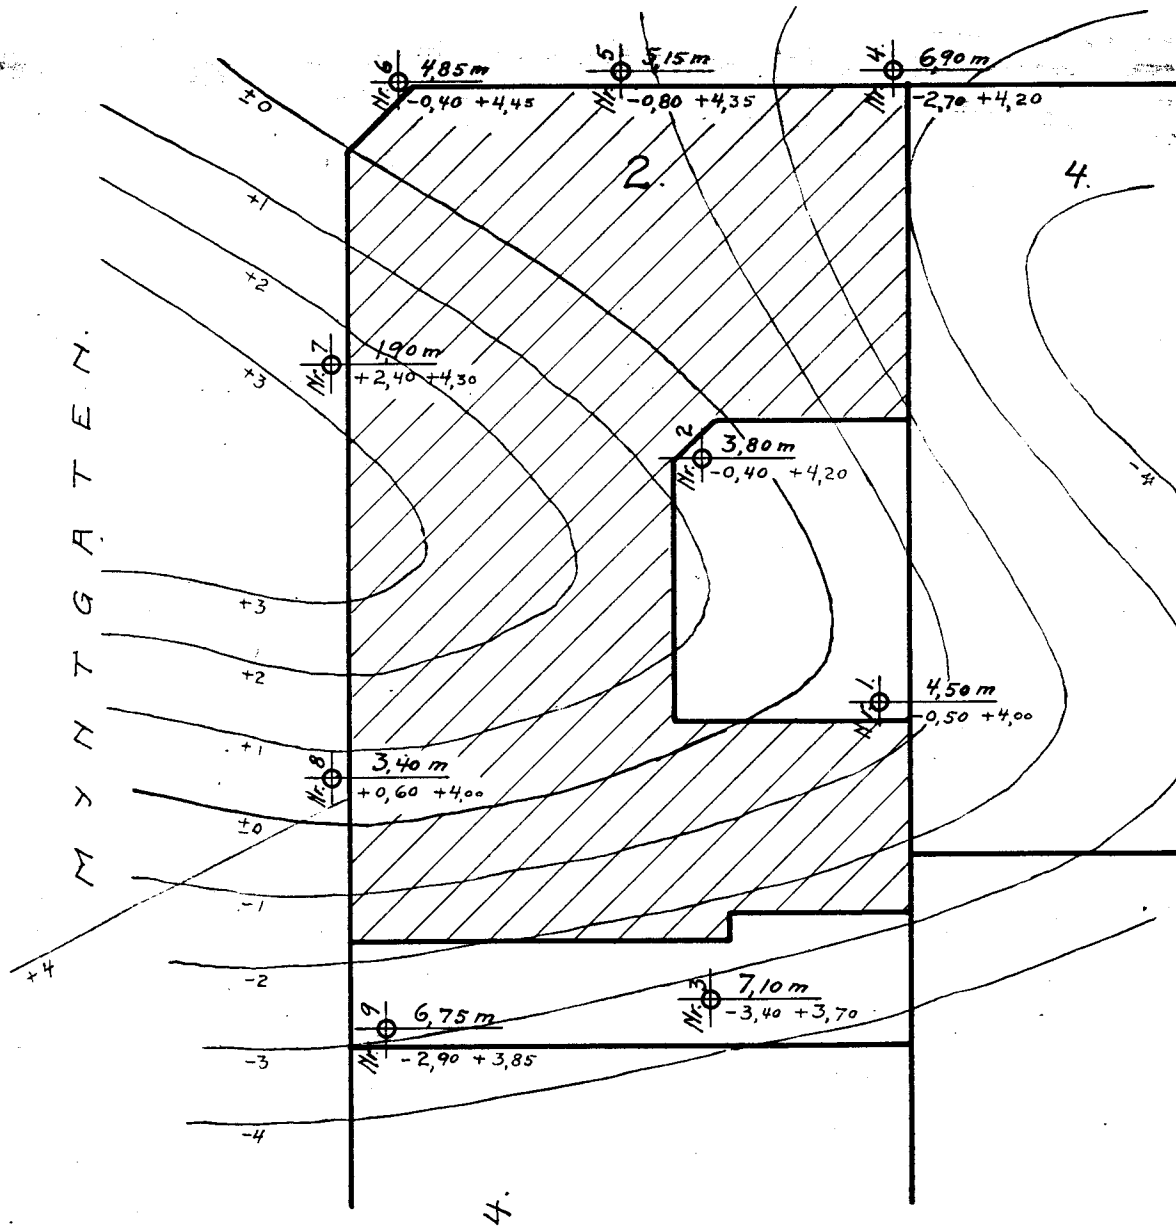 Nr. 6 4,85 m
-0,40 +4,45
Nr. 5 5,15 m
-0,80 +4,35
Nr. 4. 6,90 m
-2,70 +4,20
±0
2.
4.
+1
+2
+3
Nr. 7 1,90 m
+2,40 +4,30
MYNTGATEN.
Nr. 2 3,80 m
-0,40 +4,20
-4
+3
+2
+1
±0
Nr. 1. 4,50 m
-0,50 +4,00
Nr. 8 3,40 m
+0,60 +4,00
-1
+4
-2
Nr. 3 7,10 m
-3,40 +3,70
Nr. 9 6,75 m
-2,90 +3,85
-3
-4
4.